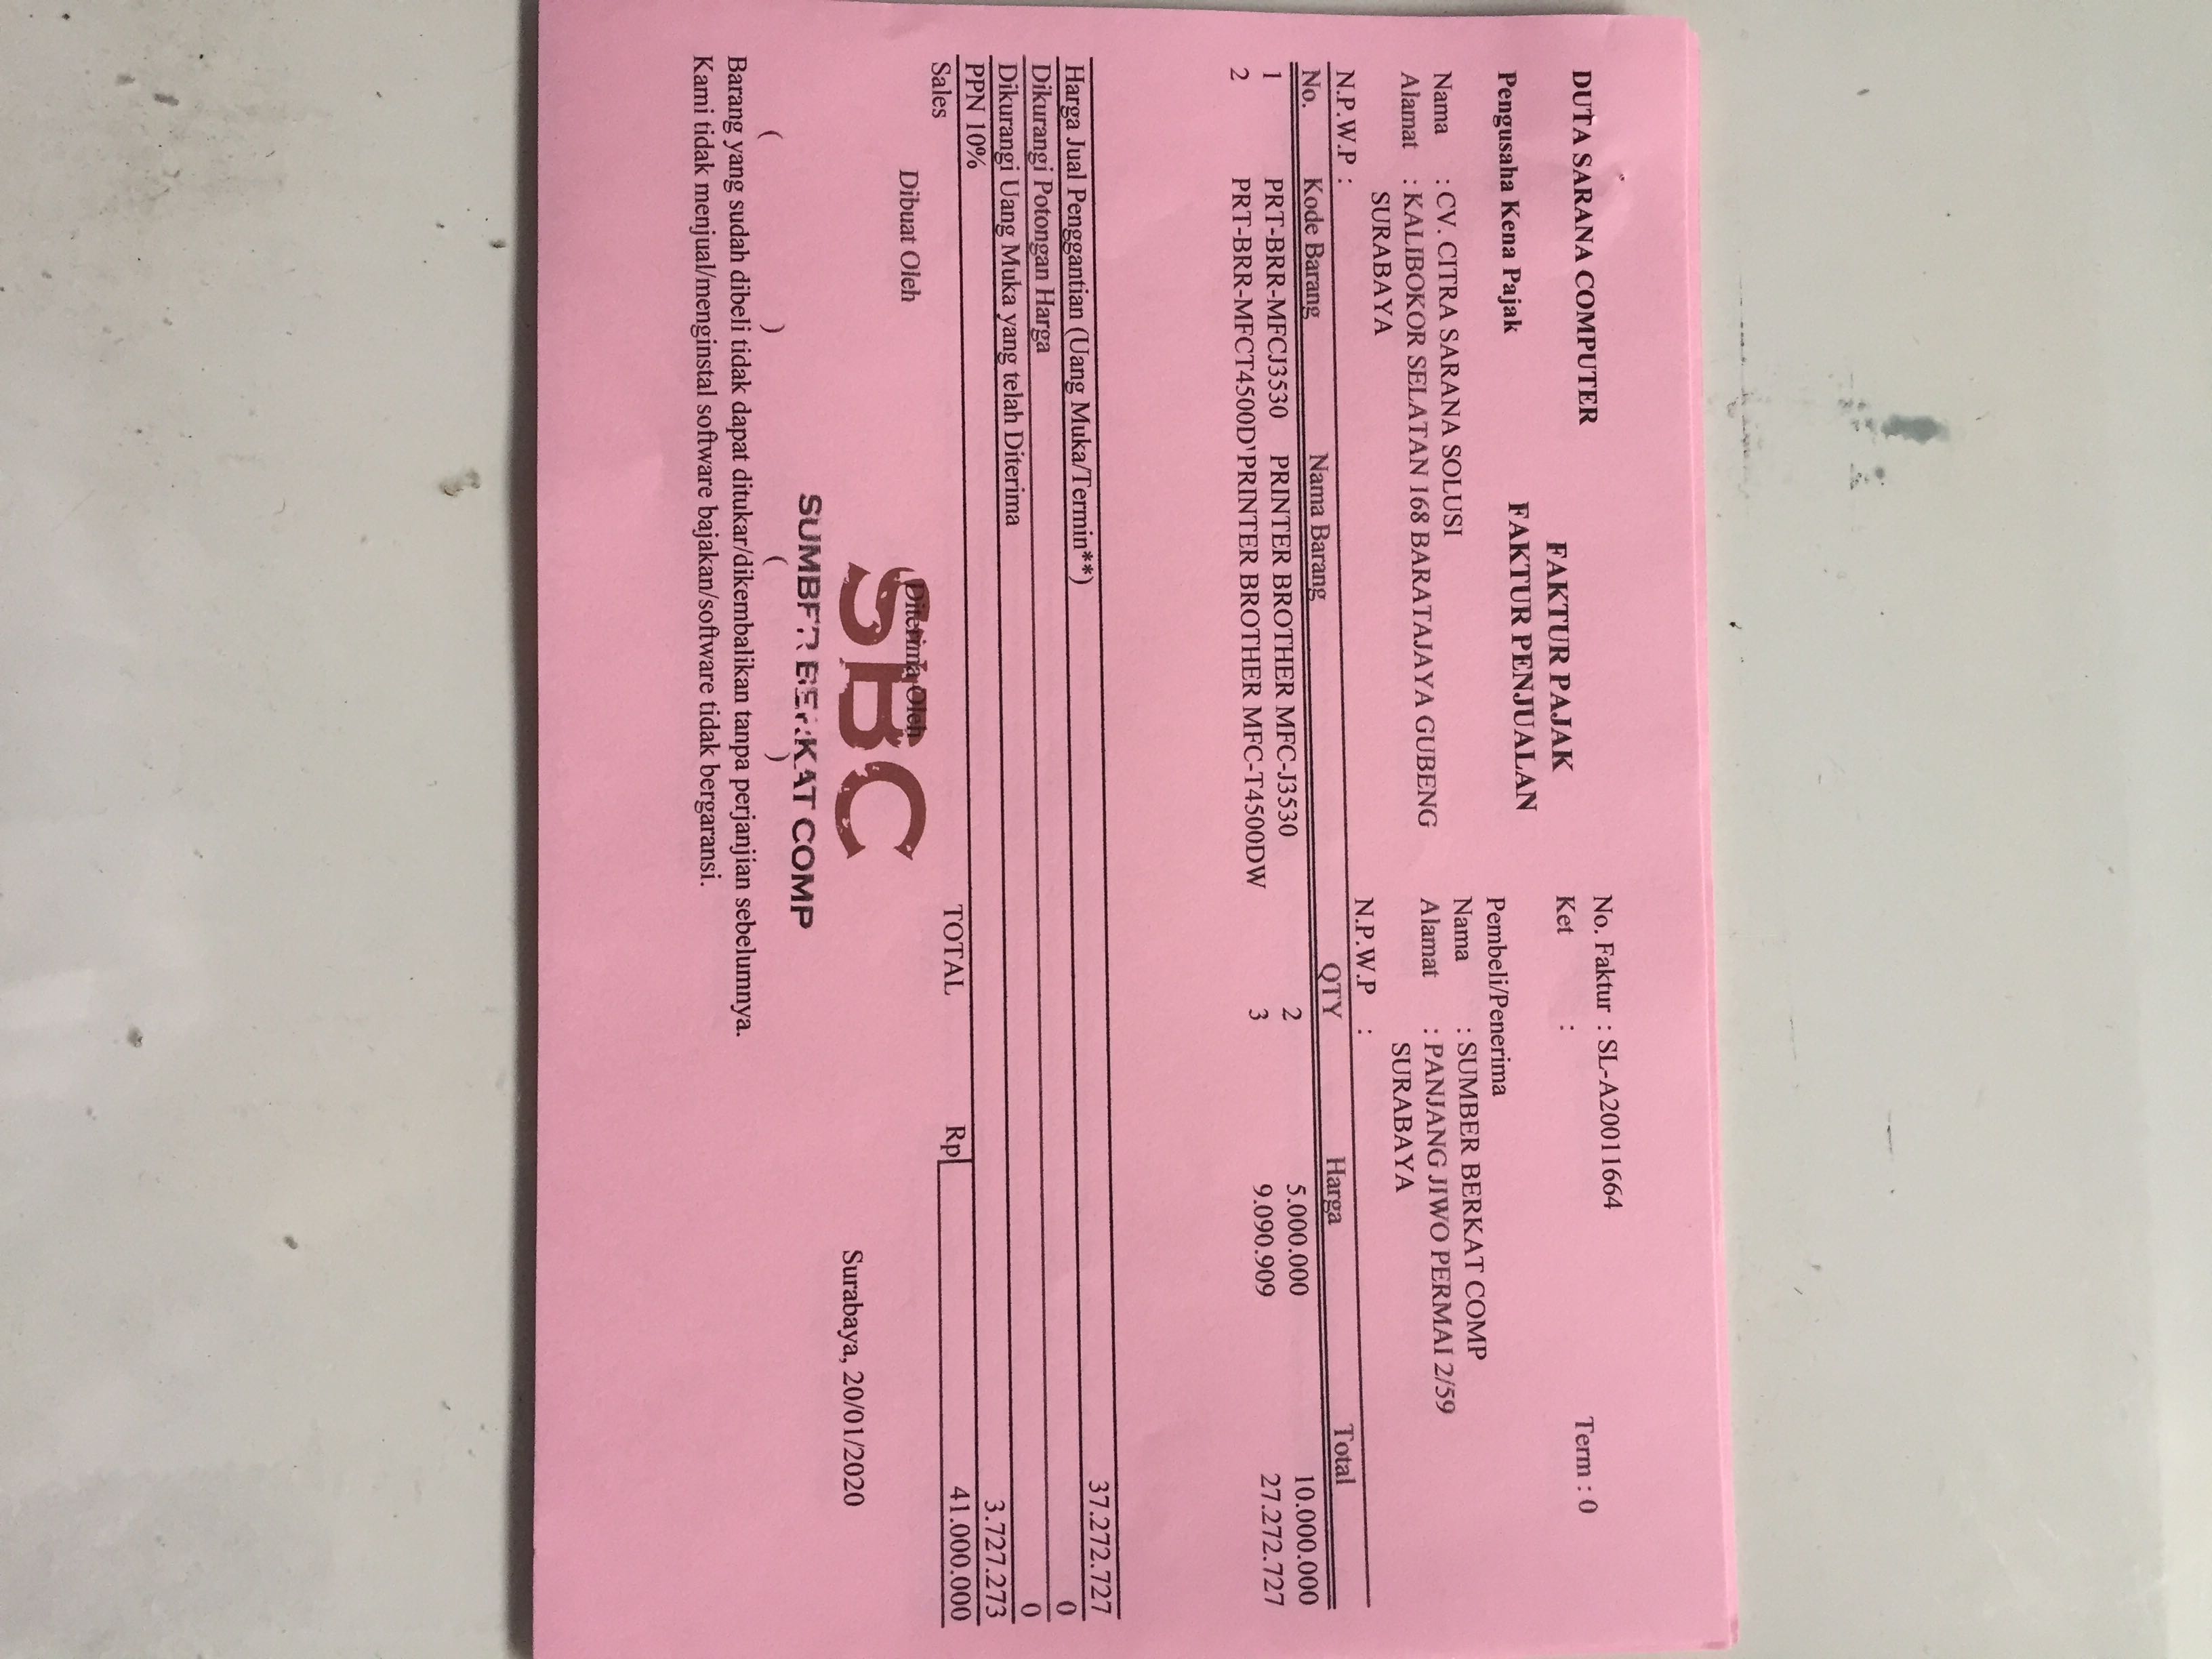 DUTA SARANA COMPUTER
FAKTUR PAJAK
FAKTUR PENJUALAN
No. Faktur : SL-A20011664
Ket :
Term : 0
Pengusaha Kena Pajak
Nama : CV. CITRA SARANA SOLUSI
Alamat : KALIBOKOR SELATAN 168 BARATAJAYA GUBENG
SURABAYA
N.P.W.P :
Pembeli/Penerima
Nama : SUMBER BERKAT COMP
Alamat : PANJANG JIWO PERMAI 2/59
SURABAYA
N.P.W.P :
No. Kode Barang Nama Barang QTY Harga Total
1 PRT-BRR-MFCJ3530 PRINTER BROTHER MFC-J3530 2 5.000.000 10.000.000
2 PRT-BRR-MFCT4500D PRINTER BROTHER MFC-T4500DW 3 9.090.909 27.272.727
Harga Jual Penggantian (Uang Muka/Termin**) 37.272.727
Dikurangi Potongan Harga 0
Dikurangi Uang Muka yang telah Diterima 0
PPN 10% 3.727.273
Sales TOTAL Rp 41.000.000
Dibuat Oleh Diterima Oleh
SBC
Surabaya, 20/01/2020
SUMBER BERKAT COMP
( ) ( )
Barang yang sudah dibeli tidak dapat ditukar/dikembalikan tanpa perjanjian sebelumnya.
Kami tidak menjual/menginstal software bajakan/software tidak bergaransi.